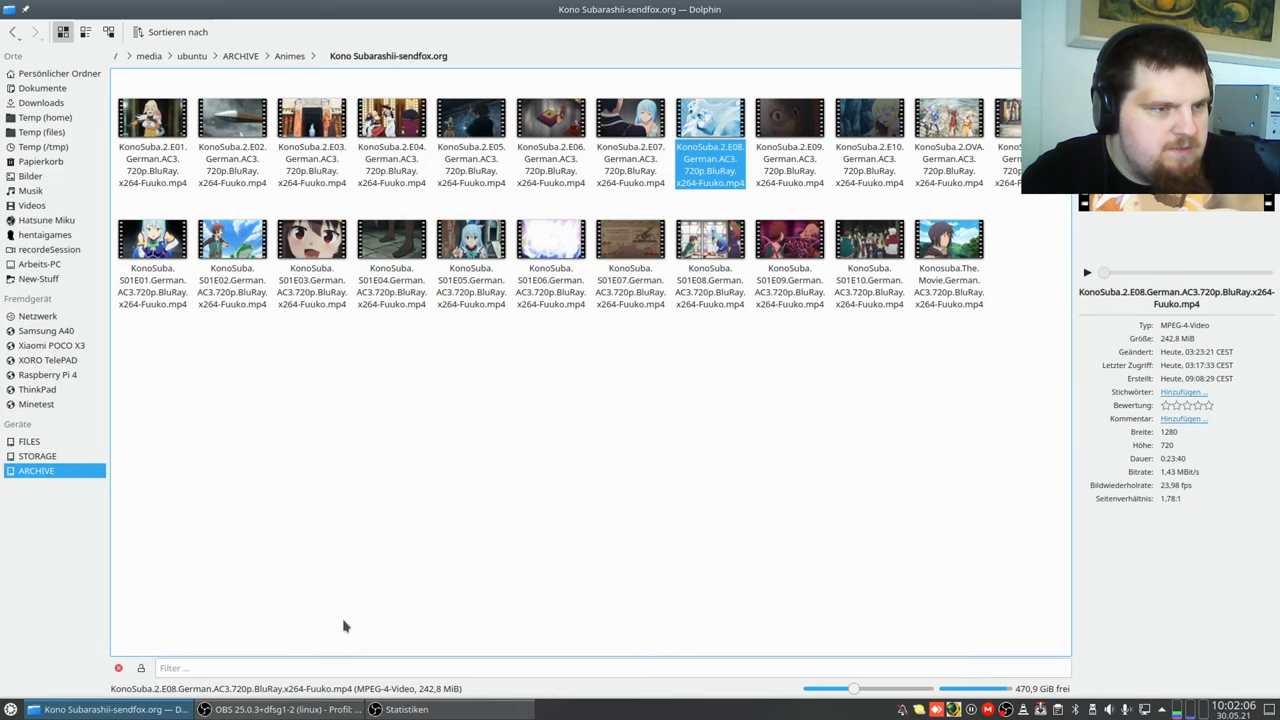 Kono Subarashii-sendfox.org — Dolphin
Sortieren nach
/ > media > ubuntu > ARCHIVE > Animes > Kono Subarashii-sendfox.org
Orte
Persönlicher Ordner
Dokumente
Downloads
Temp (home)
Temp (files)
Temp (/tmp)
Papierkorb
Bilder
Musik
Videos
Hatsune Miku
hentaigames
recordeSession
Arbeits-PC
New-Stuff
Fremdgerät
Netzwerk
Samsung A40
Xiaomi POCO X3
XORO TelePAD
Raspberry Pi 4
ThinkPad
Minetest
Geräte
FILES
STORAGE
ARCHIVE
KonoSuba.2.E01.
German.AC3.
720p.BluRay.
x264-Fuuko.mp4
KonoSuba.2.E02.
German.AC3.
720p.BluRay.
x264-Fuuko.mp4
KonoSuba.2.E03.
German.AC3.
720p.BluRay.
x264-Fuuko.mp4
KonoSuba.2.E04.
German.AC3.
720p.BluRay.
x264-Fuuko.mp4
KonoSuba.2.E05.
German.AC3.
720p.BluRay.
x264-Fuuko.mp4
KonoSuba.2.E06.
German.AC3.
720p.BluRay.
x264-Fuuko.mp4
KonoSuba.2.E07.
German.AC3.
720p.BluRay.
x264-Fuuko.mp4
KonoSuba.2.E08.
German.AC3.
720p.BluRay.
x264-Fuuko.mp4
KonoSuba.2.E09.
German.AC3.
720p.BluRay.
x264-Fuuko.mp4
KonoSuba.2.E10.
German.AC3.
720p.BluRay.
x264-Fuuko.mp4
KonoSuba.2.OVA.
German.AC3.
720p.BluRay.
x264-Fuuko.mp4
KonoSuba.
S01E01.German.
AC3.720p.BluRay.
x264-Fuuko.mp4
KonoSuba.
S01E02.German.
AC3.720p.BluRay.
x264-Fuuko.mp4
KonoSuba.
S01E03.German.
AC3.720p.BluRay.
x264-Fuuko.mp4
KonoSuba.
S01E04.German.
AC3.720p.BluRay.
x264-Fuuko.mp4
KonoSuba.
S01E05.German.
AC3.720p.BluRay.
x264-Fuuko.mp4
KonoSuba.
S01E06.German.
AC3.720p.BluRay.
x264-Fuuko.mp4
KonoSuba.
S01E07.German.
AC3.720p.BluRay.
x264-Fuuko.mp4
KonoSuba.
S01E08.German.
AC3.720p.BluRay.
x264-Fuuko.mp4
KonoSuba.
S01E09.German.
AC3.720p.BluRay.
x264-Fuuko.mp4
KonoSuba.
S01E10.German.
AC3.720p.BluRay.
x264-Fuuko.mp4
Konosuba.The.
Movie.German.
AC3.720p.BluRay.
x264-Fuuko.mp4
KonoSuba.2.E08.German.AC3.720p.BluRay.x264-
Fuuko.mp4
Typ: MPEG-4-Video
Größe: 242,8 MiB
Geändert: Heute, 03:23:21 CEST
Letzter Zugriff: Heute, 03:17:33 CEST
Erstellt: Heute, 09:08:29 CEST
Stichwörter: Hinzufügen ...
Bewertung:
Kommentar: Hinzufügen ...
Breite: 1280
Höhe: 720
Dauer: 0:23:40
Bitrate: 1,43 MBit/s
Bildwiederholrate: 23,98 fps
Seitenverhältnis: 1,78:1
Filter ...
KonoSuba.2.E08.German.AC3.720p.BluRay.x264-Fuuko.mp4 (MPEG-4-Video, 242,8 MiB)
470,9 GiB frei
Kono Subarashii-sendfox.org — D...
OBS 25.0.3+dfsg1-2 (linux) - Profil: ...
Statistiken
10:02:06
30.05.21